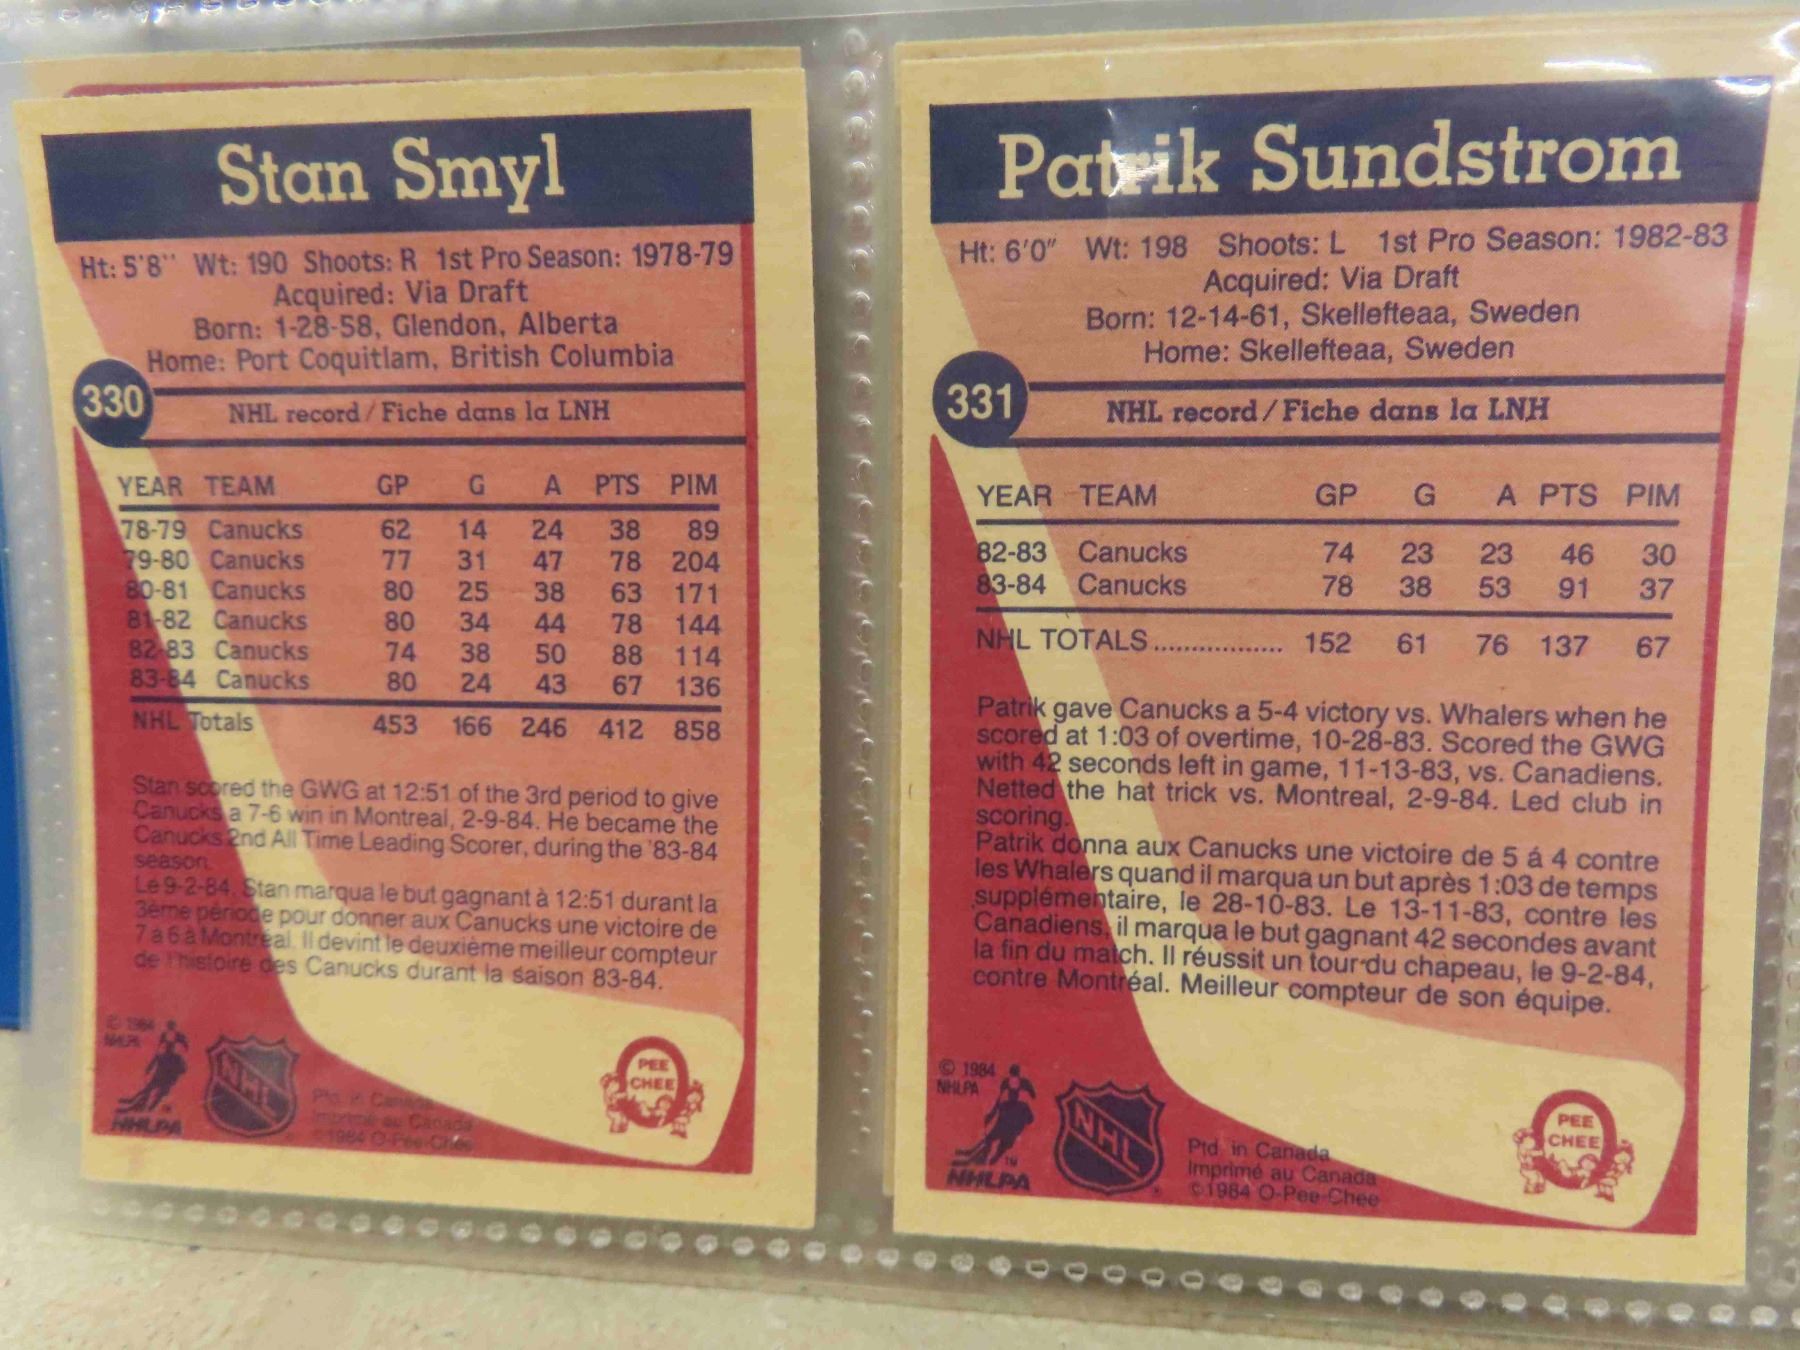 Stan Smyl
Ht: 5'8" Wt: 190 Shoots: R 1st Pro Season: 1978-79
Acquired: Via Draft
Born: 1-28-58, Glendon, Alberta
Home: Port Coquitlam, British Columbia
330
NHL record / Fiche dans la LNH
YEAR TEAM GP G A PTS PIM
78-79 Canucks 62 14 24 38 89
79-80 Canucks 77 31 47 78 204
80-81 Canucks 80 25 38 63 171
81-82 Canucks 80 34 44 78 144
82-83 Canucks 74 38 50 88 114
83-84 Canucks 80 24 43 67 136
NHL Totals 453 166 246 412 858
Stan scored the GWG at 12:51 of the 3rd period to give
Canucks a 7-6 win in Montreal, 2-9-84. He became the
Canucks 2nd All Time Leading Scorer, during the '83-84
season.
Le 9-2-84, Stan marqua le but gagnant à 12:51 durant la
3ème période pour donner aux Canucks une victoire de
7 à 6 à Montréal. Il devint le deuxième meilleur compteur
de l'histoire des Canucks durant la saison 83-84.
© 1984
NHLPA
NHLPA
NHL
Ptd. in Canada
Imprimé au Canada
©1984 O-Pee-Chee
PEE
CHEE
Patrik Sundstrom
Ht: 6'0" Wt: 198 Shoots: L 1st Pro Season: 1982-83
Acquired: Via Draft
Born: 12-14-61, Skellefteaa, Sweden
Home: Skellefteaa, Sweden
331
NHL record / Fiche dans la LNH
YEAR TEAM GP G A PTS PIM
82-83 Canucks 74 23 23 46 30
83-84 Canucks 78 38 53 91 37
NHL TOTALS.................. 152 61 76 137 67
Patrik gave Canucks a 5-4 victory vs. Whalers when he
scored at 1:03 of overtime, 10-28-83. Scored the GWG
with 42 seconds left in game, 11-13-83, vs. Canadiens.
Netted the hat trick vs. Montreal, 2-9-84. Led club in
scoring.
Patrik donna aux Canucks une victoire de 5 á 4 contre
les Whalers quand il marqua un but après 1:03 de temps
supplémentaire, le 28-10-83. Le 13-11-83, contre les
Canadiens, il marqua le but gagnant 42 secondes avant
la fin du match. Il réussit un tour du chapeau, le 9-2-84,
contre Montréal. Meilleur compteur de son équipe.
© 1984
NHLPA
TM
NHLPA
NHL
Ptd. in Canada
Imprimé au Canada
©1984 O-Pee-Chee
PEE
CHEE